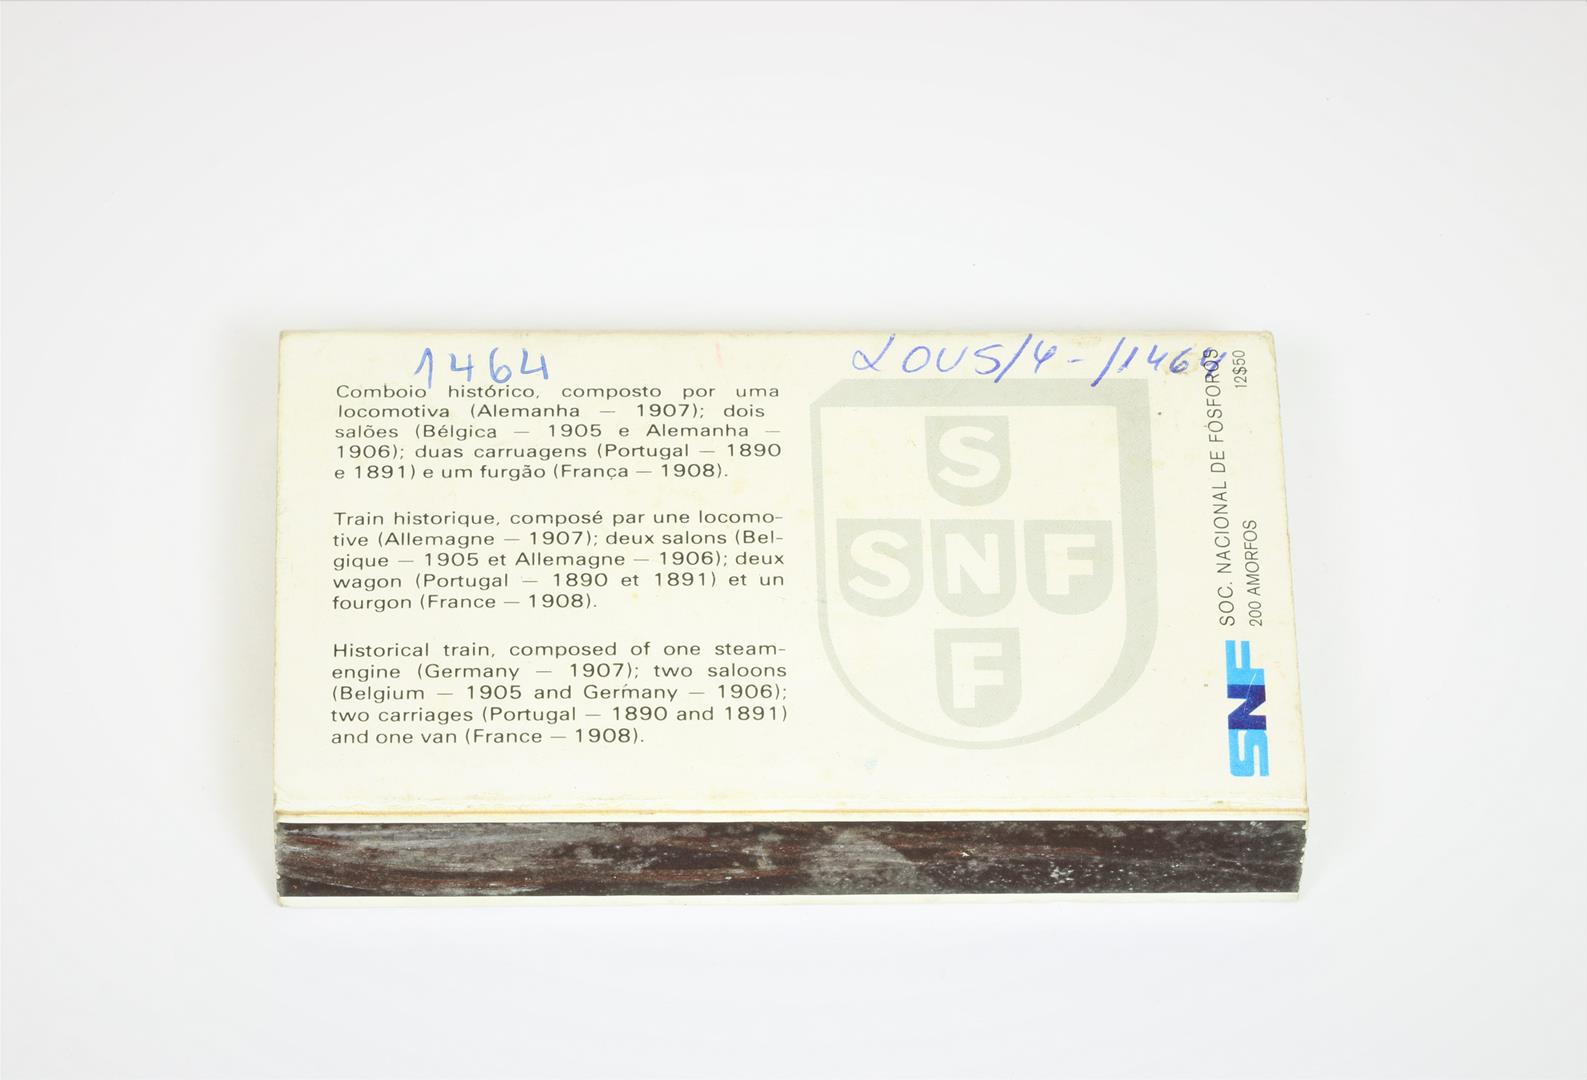 1464
LOUS/4-/1464
Comboio histórico, composto por uma
locomotiva (Alemanha — 1907); dois
salões (Bélgica — 1905 e Alemanha —
1906); duas carruagens (Portugal — 1890
e 1891) e um furgão (França — 1908).
Train historique, composé par une locomo-
tive (Allemagne — 1907); deux salons (Bel-
gique — 1905 et Allemagne — 1906); deux
wagon (Portugal — 1890 et 1891) et un
fourgon (France — 1908).
Historical train, composed of one steam-
engine (Germany — 1907); two saloons
(Belgium — 1905 and Germany — 1906);
two carriages (Portugal — 1890 and 1891)
and one van (France — 1908).
S
SNF
F
SNF
SOC. NACIONAL DE FÓSFOROS
200 AMORFOS 12$50